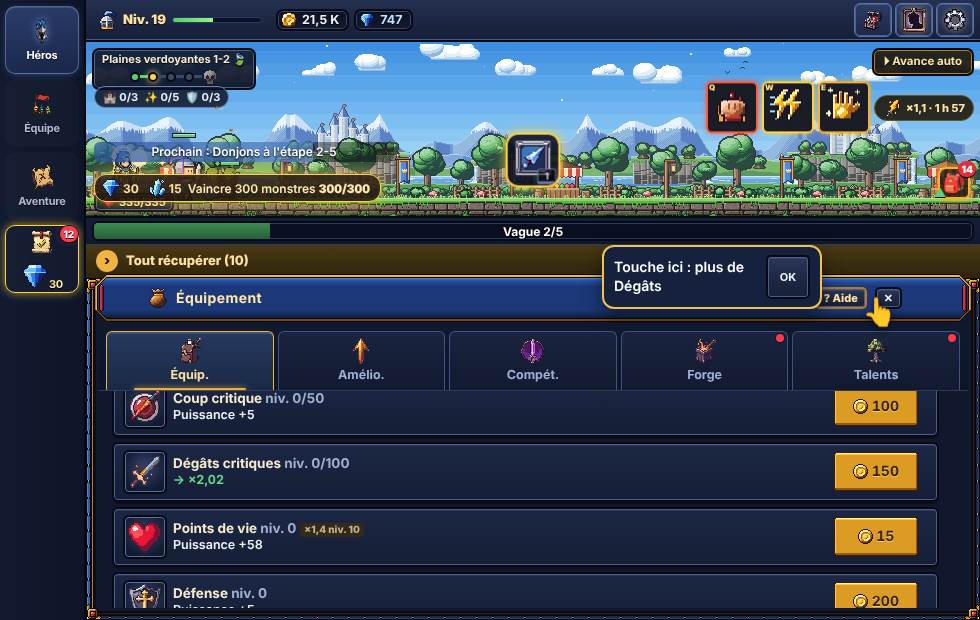 Niv. 19
21,5 K
747
Héros
Équipe
Aventure
12
30
Plaines verdoyantes 1-2
0/3
0/5
0/3
Avance auto
Q
W
E
×1,1 · 1 h 57
Prochain : Donjons à l'étape 2-5
30
15
Vaincre 300 monstres 300/300
14
Vague 2/5
Tout récupérer (10)
Touche ici : plus de
Dégâts
OK
Équipement
? Aide
Équip.
Amélio.
Compét.
Forge
Talents
Coup critique niv. 0/50
Puissance +5
100
Dégâts critiques niv. 0/100
→ ×2,02
150
Points de vie niv. 0
×1,4 niv. 10
Puissance +58
15
Défense niv. 0
200